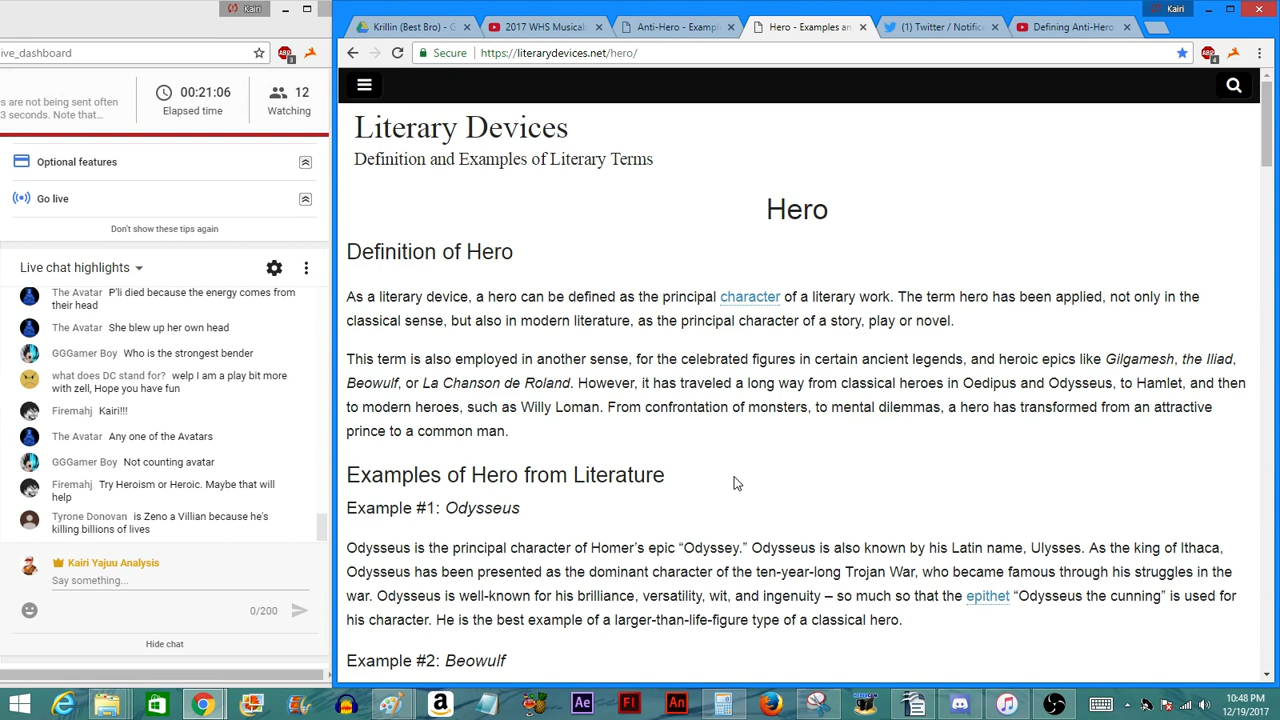 Kairi
ive_dashboard
es are not being sent often
3 seconds. Note that...
00:21:06
Elapsed time
12
Watching
Optional features
Go live
Don't show these tips again
Live chat highlights
The Avatar P'li died because the energy comes from
their head
The Avatar She blew up her own head
GGGamer Boy Who is the strongest bender
what does DC stand for? welp I am a play bit more
with zell, Hope you have fun
Firemahj Kairi!!!
The Avatar Any one of the Avatars
GGGamer Boy Not counting avatar
Firemahj Try Heroism or Heroic. Maybe that will
help
Tyrone Donovan is Zeno a Villian because he's
killing billions of lives
Kairi Yajuu Analysis
Say something...
0/200
Hide chat
Kairi
Krillin (Best Bro) - G
2017 WHS Musical
Anti-Hero - Example
Hero - Examples an
(1) Twitter / Notific
Defining Anti-Hero
Secure
https://literarydevices.net/hero/
Literary Devices
Definition and Examples of Literary Terms
Hero
Definition of Hero
As a literary device, a hero can be defined as the principal character of a literary work. The term hero has been applied, not only in the
classical sense, but also in modern literature, as the principal character of a story, play or novel.
This term is also employed in another sense, for the celebrated figures in certain ancient legends, and heroic epics like Gilgamesh, the Iliad,
Beowulf, or La Chanson de Roland. However, it has traveled a long way from classical heroes in Oedipus and Odysseus, to Hamlet, and then
to modern heroes, such as Willy Loman. From confrontation of monsters, to mental dilemmas, a hero has transformed from an attractive
prince to a common man.
Examples of Hero from Literature
Example #1: Odysseus
Odysseus is the principal character of Homer's epic “Odyssey.” Odysseus is also known by his Latin name, Ulysses. As the king of Ithaca,
Odysseus has been presented as the dominant character of the ten-year-long Trojan War, who became famous through his struggles in the
war. Odysseus is well-known for his brilliance, versatility, wit, and ingenuity – so much so that the epithet “Odysseus the cunning” is used for
his character. He is the best example of a larger-than-life-figure type of a classical hero.
Example #2: Beowulf
Ae
Fl
An
10:48 PM
12/19/2017